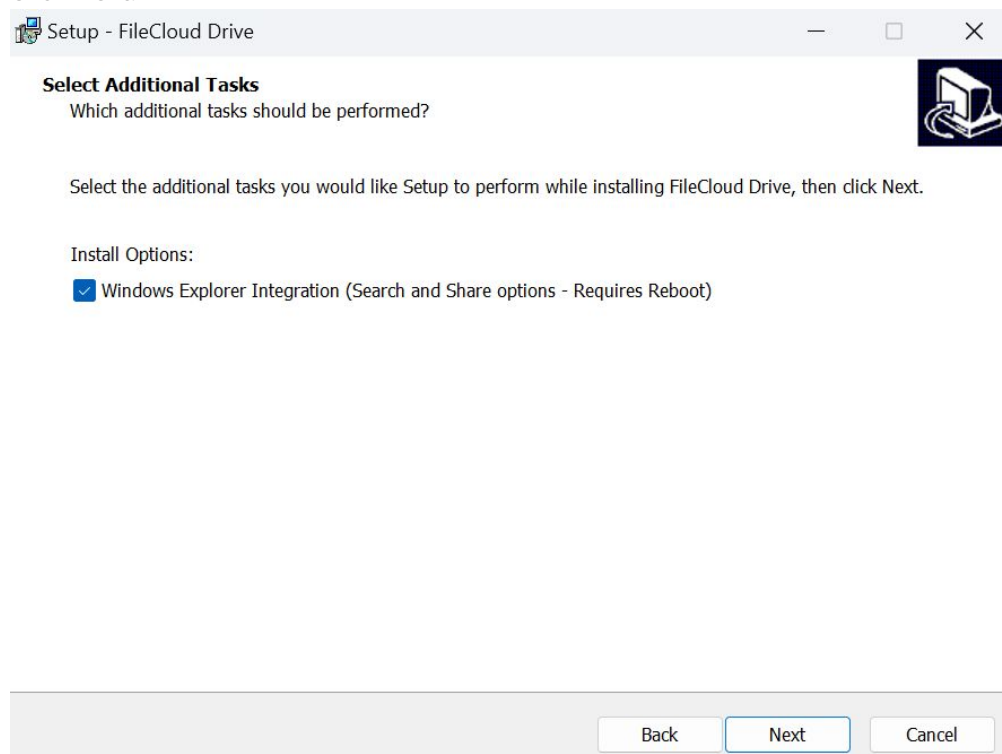 Setup - FileCloud Drive
Select Additional Tasks
Which additional tasks should be performed?
Select the additional tasks you would like Setup to perform while installing FileCloud Drive, then click Next.
Install Options:
Windows Explorer Integration (Search and Share options - Requires Reboot)
Back Next Cancel